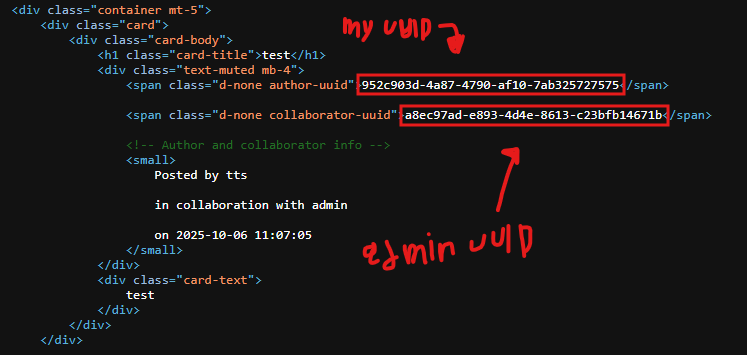 <div class="container mt-5">
<div class="card">
<div class="card-body">
my uuID
<h1 class="card-title">test</h1>
<div class="text-muted mb-4">
<span class="d-none author-uuid">952c903d-4a87-4790-af10-7ab325727575</span>
<span class="d-none collaborator-uuid">a8ec97ad-e893-4d4e-8613-c23bfb14671b</span>
<!-- Author and collaborator info -->
<small>
Posted by tts
in collaboration with admin
on 2025-10-06 11:07:05
admin uuID
</small>
</div>
<div class="card-text">
test
</div>
</div>
</div>